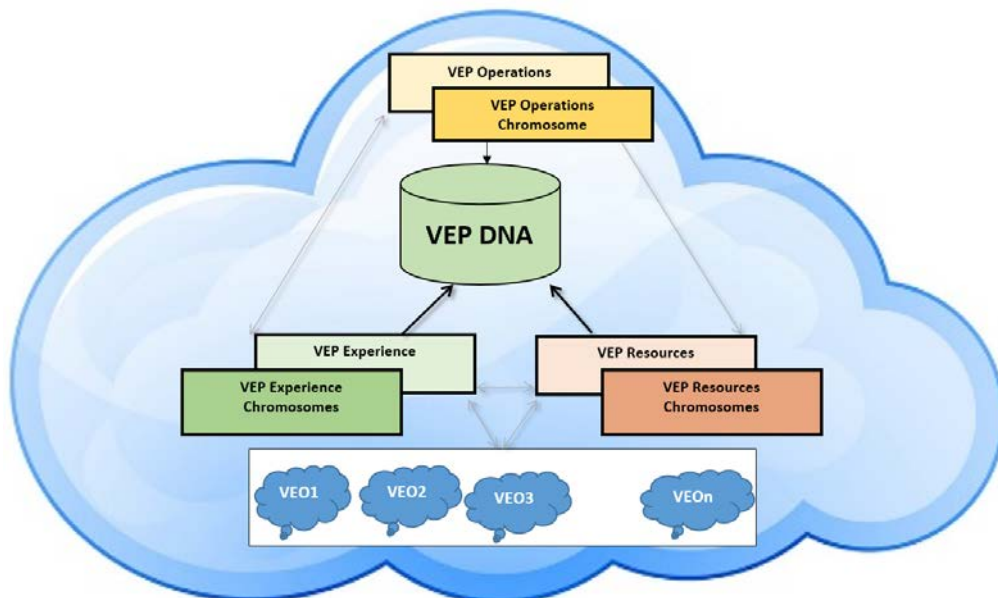 VEP Operations
VEP Operations
Chromosome
VEP DNA
VEP Experience
VEP Experience
Chromosomes
VEP Resources
VEP Resources
Chromosomes
VEO1
VEO2
VEO3
VEOn